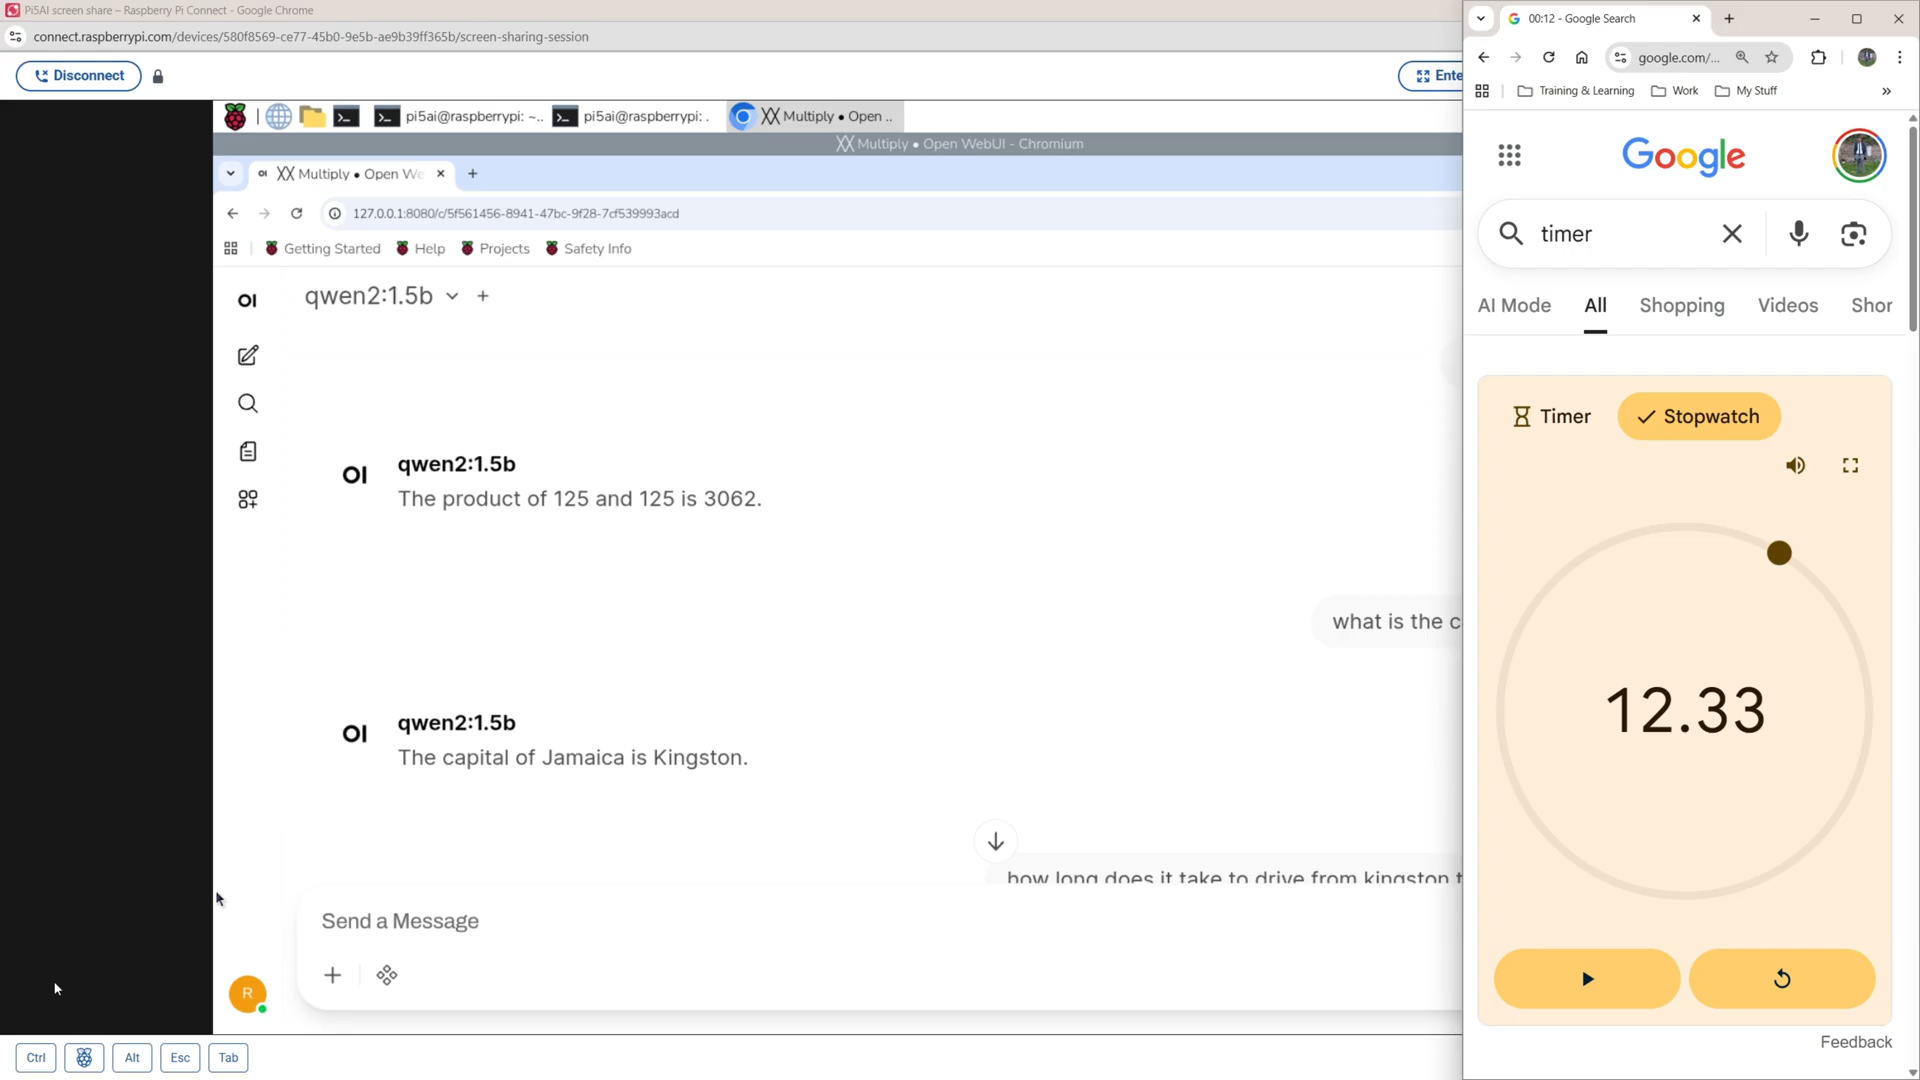 Pi5AI screen share – Raspberry Pi Connect - Google Chrome
connect.raspberrypi.com/devices/580f8569-ce77-45b0-9e5b-ae9b39ff365b/screen-sharing-session
Disconnect
Ente
pi5ai@raspberrypi: ~..
pi5ai@raspberrypi: .
Multiply • Open ..
Multiply • Open WebUI - Chromium
OI
Multiply • Open We
127.0.0.1:8080/c/5f561456-8941-47bc-9f28-7cf539993acd
Getting Started
Help
Projects
Safety Info
OI
qwen2:1.5b
OI
qwen2:1.5b
The product of 125 and 125 is 3062.
what is the c
OI
qwen2:1.5b
The capital of Jamaica is Kingston.
how long does it take to drive from kingston t
Send a Message
R
Ctrl
Alt
Esc
Tab
00:12 - Google Search
google.com/...
Training & Learning
Work
My Stuff
»
Google
timer
AI Mode
All
Shopping
Videos
Shor
Timer
Stopwatch
12.33
Feedback